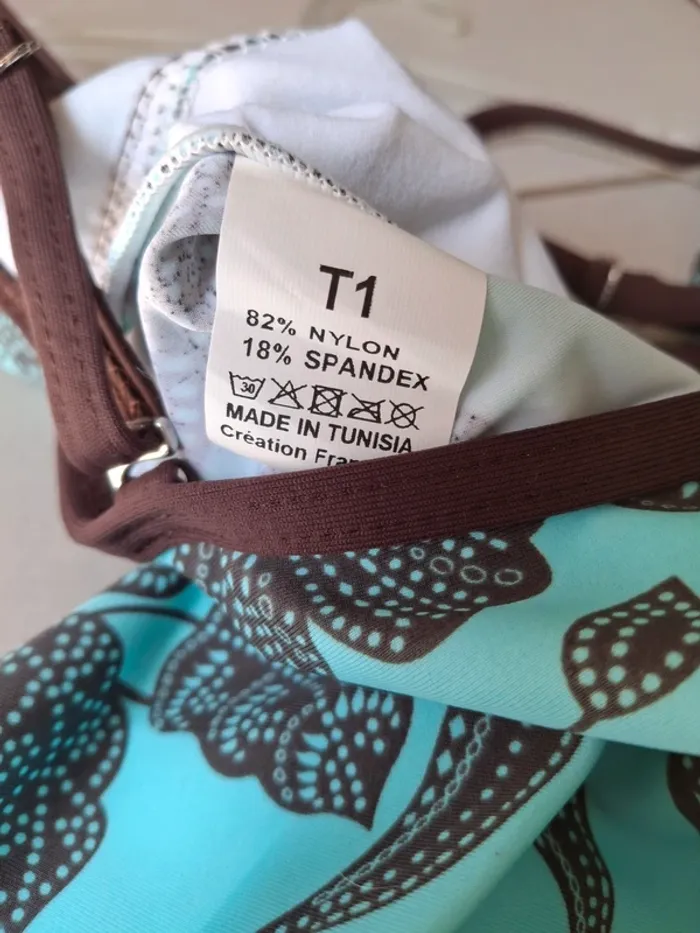 T1
82% NYLON
18% SPANDEX
30
MADE IN TUNISIA
Création